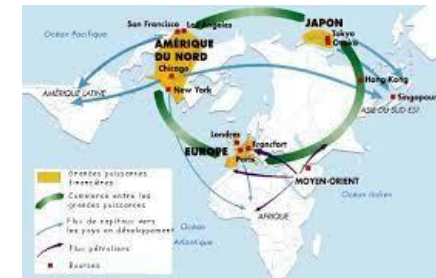 San Francisco
Los Angeles
JAPON
Océan Pacifique
Tokyo
Osaka
AMÉRIQUE
DU NORD
Chicago
Hong-Kong
AMÉRIQUE LATINE
New York
Singapour
ASIE DU SUD-EST
Londres
Francfort
EUROPE
Paris
Grandes puissances
financières
MOYEN-ORIENT
Commerce entre les
grandes puissances
Océan Indien
Flux de capitaux vers
les pays en développement
AFRIQUE
Océan
Atlantique
Flux pétroliers
Bourses